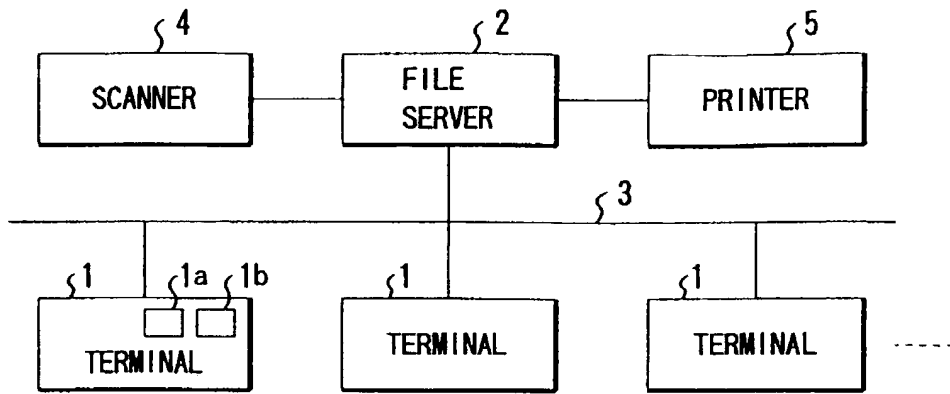 4
2
5
SCANNER
FILE
SERVER
PRINTER
3
1
1a
1b
1
1
TERMINAL
TERMINAL
TERMINAL